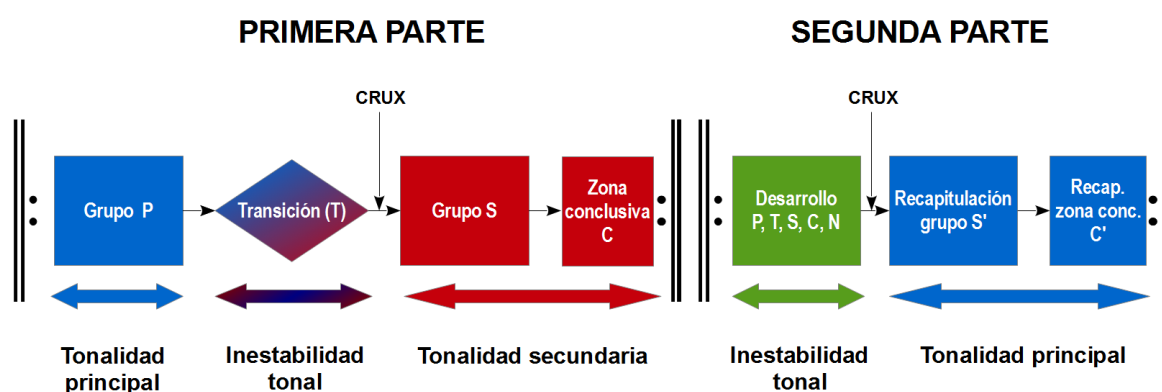 PRIMERA PARTE
SEGUNDA PARTE
CRUX
CRUX
Grupo P
Transición (T)
Grupo S
Zona
conclusiva
C
Desarrollo
P, T, S, C, N
Recapitulación
grupo S'
Recap.
zona conc.
C'
Tonalidad
principal
Inestabilidad
tonal
Tonalidad secundaria
Inestabilidad
tonal
Tonalidad principal